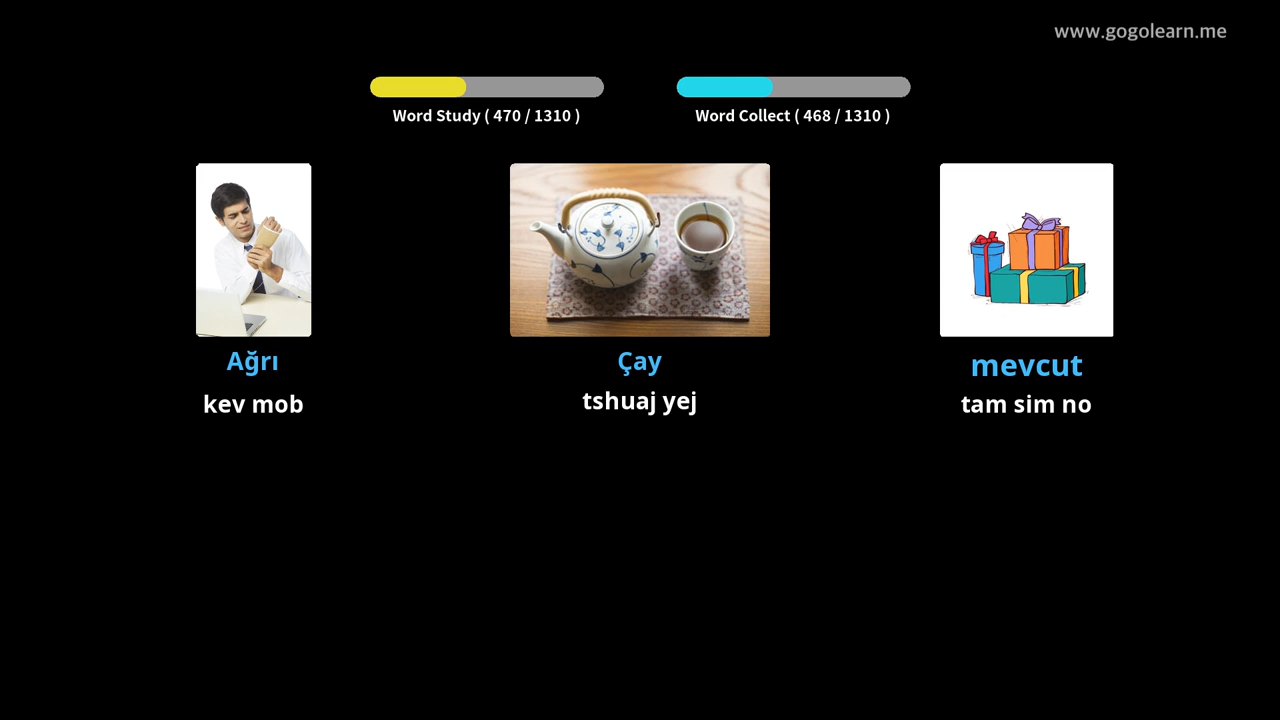 www.gogolearn.me
Word Study ( 470 / 1310 )
Word Collect ( 468 / 1310 )
Ağrı
kev mob
Çay
tshuaj yej
mevcut
tam sim no